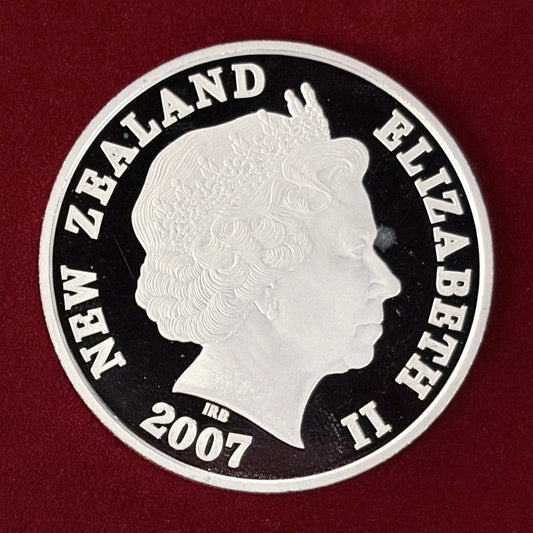 NEW ZEALAND
ELIZABETH II
IRB
2007